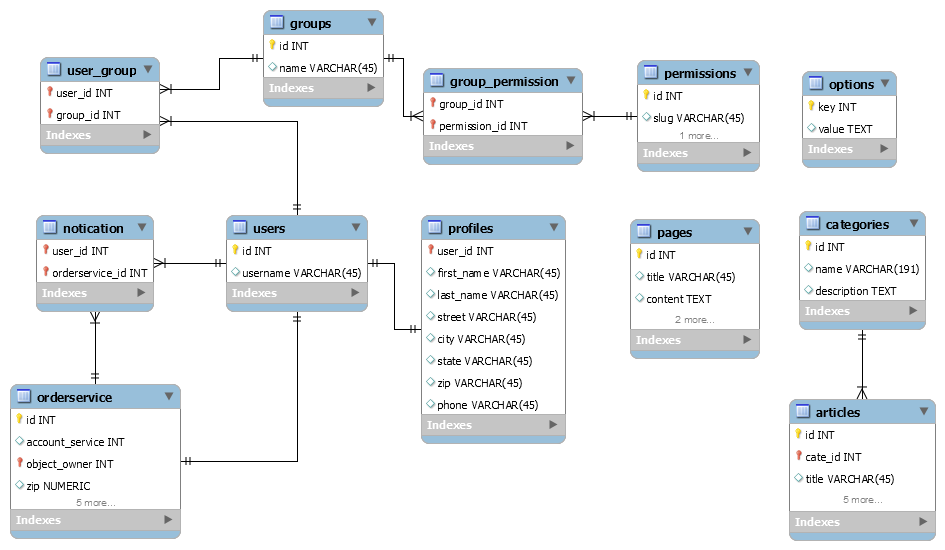 groups
id INT
name VARCHAR(45)
Indexes
user_group
user_id INT
group_id INT
Indexes
group_permission
group_id INT
permission_id INT
Indexes
permissions
id INT
slug VARCHAR(45)
1 more...
Indexes
options
key INT
value TEXT
Indexes
notication
user_id INT
orderservice_id INT
Indexes
users
id INT
username VARCHAR(45)
Indexes
profiles
user_id INT
first_name VARCHAR(45)
last_name VARCHAR(45)
street VARCHAR(45)
city VARCHAR(45)
state VARCHAR(45)
zip VARCHAR(45)
phone VARCHAR(45)
Indexes
pages
id INT
title VARCHAR(45)
content TEXT
2 more...
Indexes
categories
id INT
name VARCHAR(191)
description TEXT
Indexes
orderservice
id INT
account_service INT
object_owner INT
zip NUMERIC
5 more...
Indexes
articles
id INT
cate_id INT
title VARCHAR(45)
5 more...
Indexes